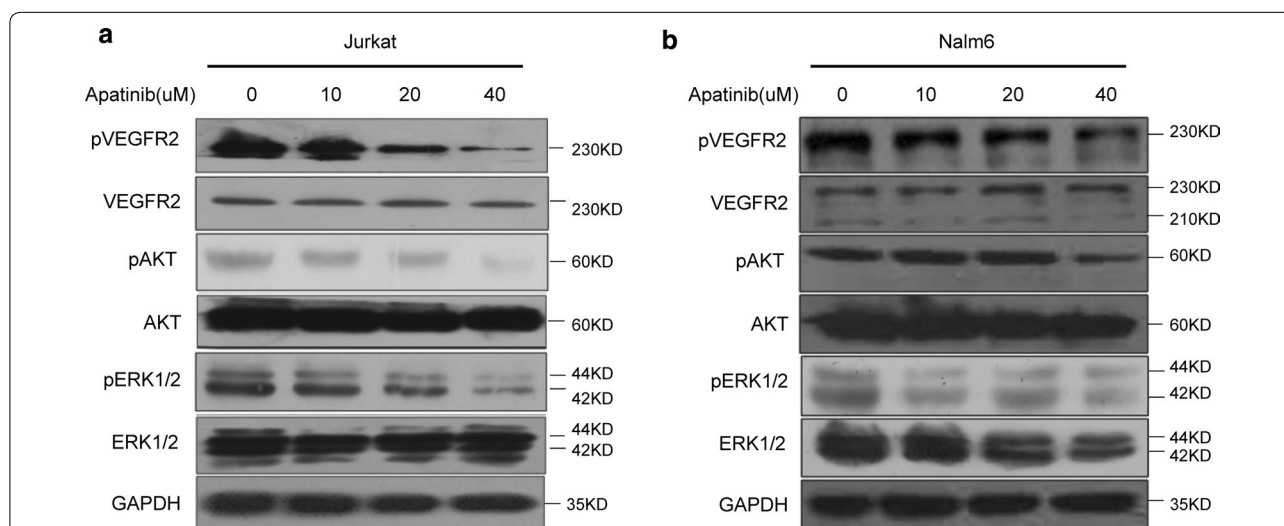 a
Jurkat
Apatinib(uM) 0 10 20 40
pVEGFR2 230KD
VEGFR2 230KD
pAKT 60KD
AKT 60KD
pERK1/2 44KD
42KD
ERK1/2 44KD
42KD
GAPDH 35KD
b
Nalm6
Apatinib(uM) 0 10 20 40
pVEGFR2 230KD
VEGFR2 230KD
210KD
pAKT 60KD
AKT 60KD
pERK1/2 44KD
42KD
ERK1/2 44KD
42KD
GAPDH 35KD